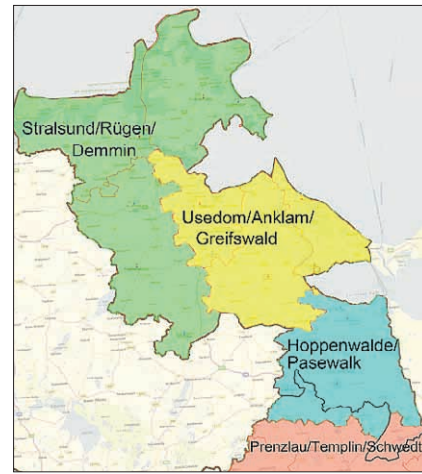 Stralsund/Rügen/
Demmin
Usedom/Anklam/
Greifswald
Hoppenwalde/
Pasewalk
Prenzlau/Templin/Schwedt